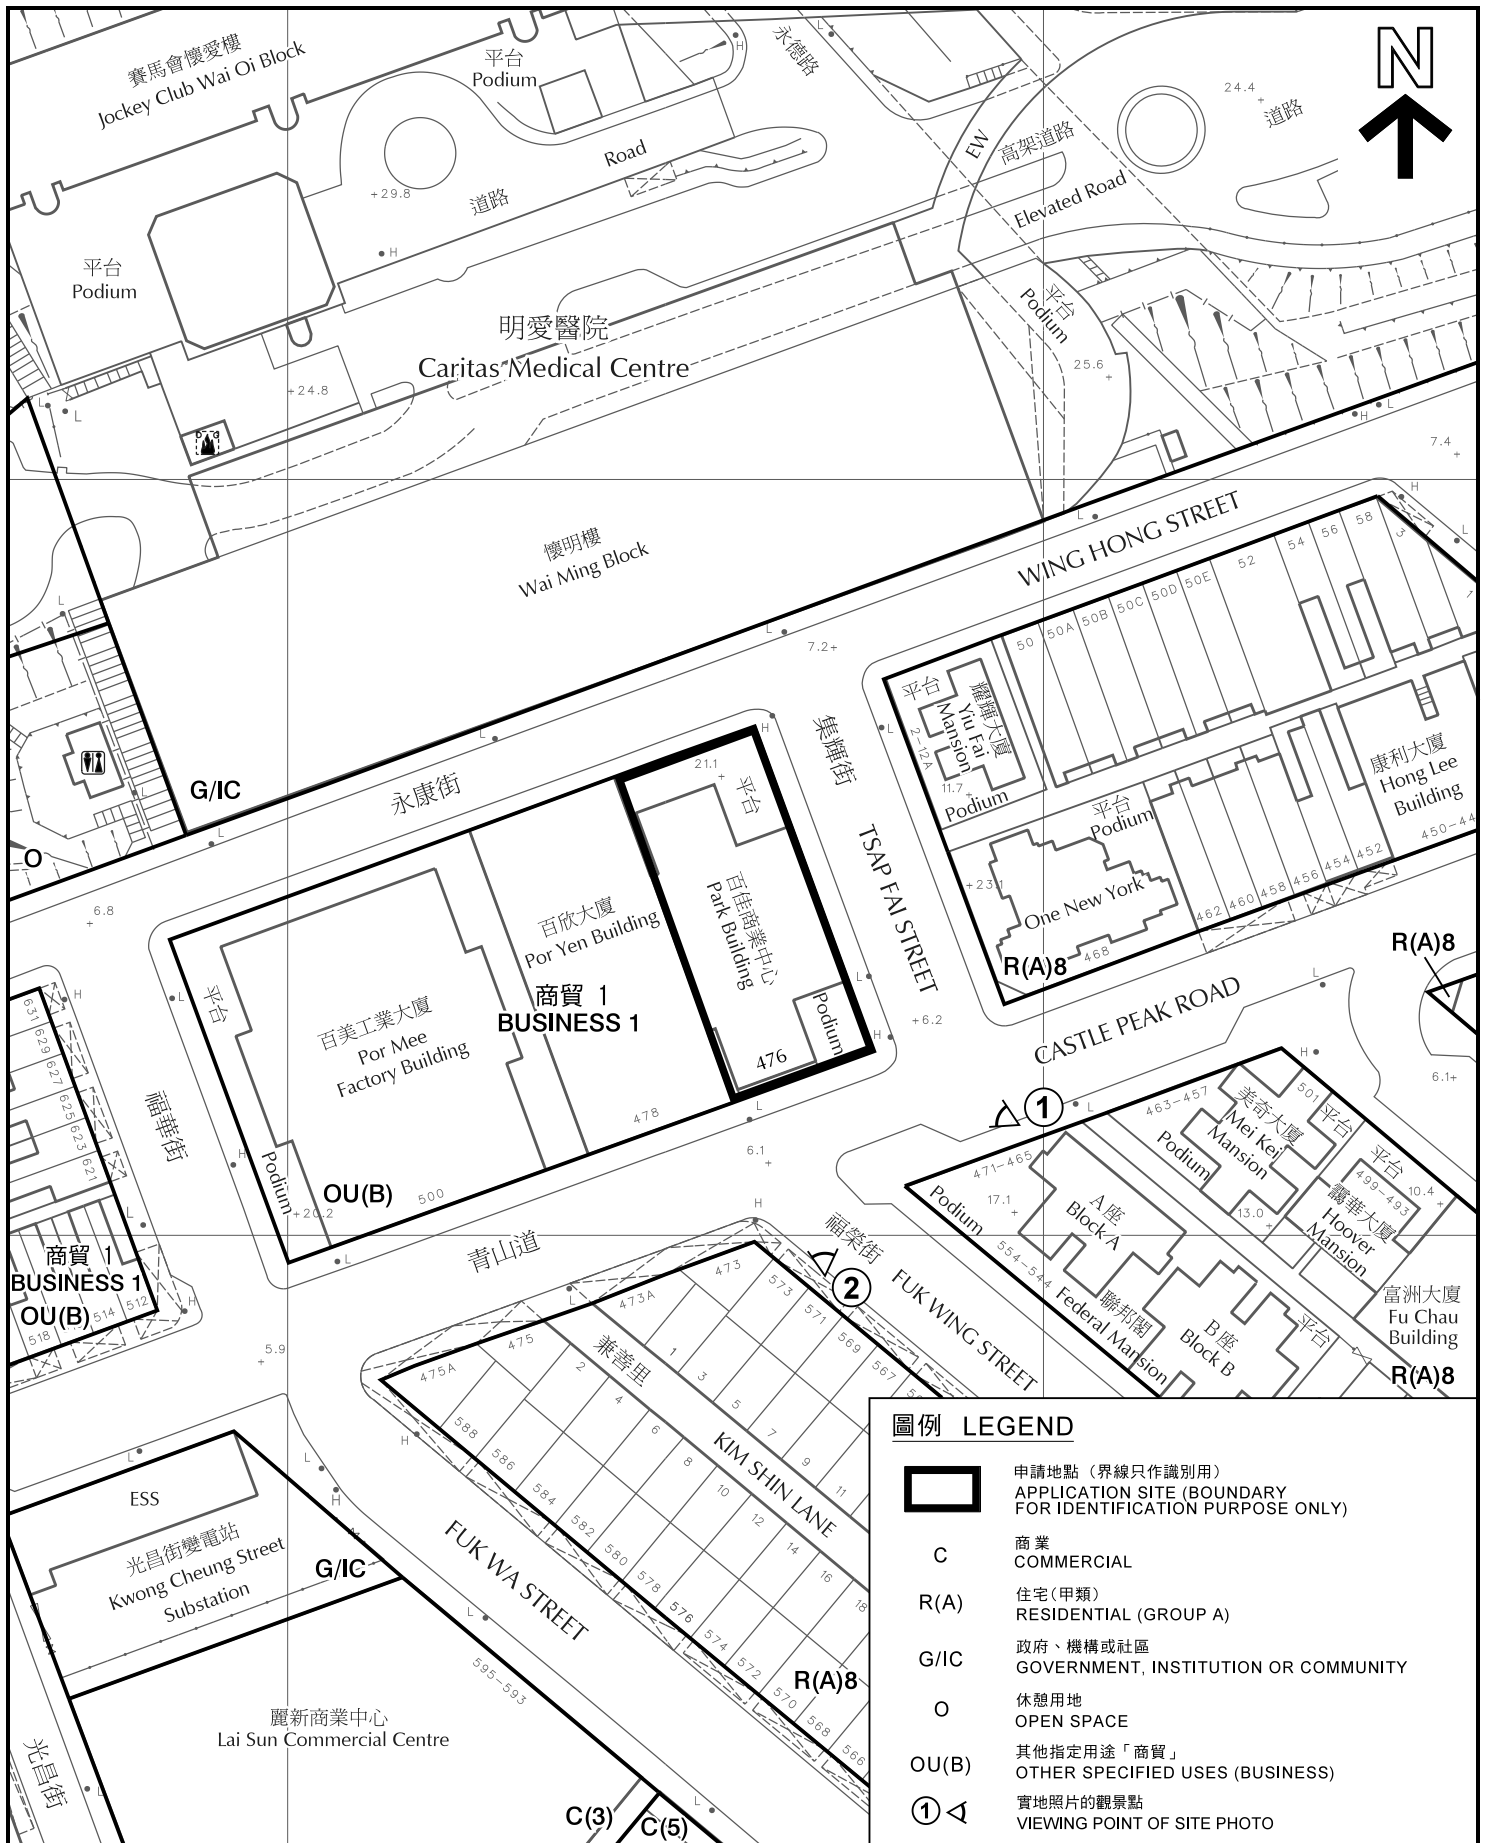 賽馬會懷愛樓
Jockey Club Wai Oi Block
平台
Podium
永德路
H
L
N
24.4
道路
EW
高架道路
Elevated Road
Road
道路
+29.8
H
平台
Podium
明愛醫院
Caritas Medical Centre
平台
Podium
25.6
+24.8
L
L
H
L
7.4
H
L
懷明樓
Wai Ming Block
L
WING HONG STREET
50
50A
50B
50C
50D
50E
52
54
56
58
3
1
L
L
7.2+
集輝街
L
平台
耀輝大廈
Yiu Fai
Mansion
2-12A
11.7
Podium
平台
Podium
康利大廈
Hong Lee
Building
450-44
G/IC
L
O
永康街
L
H
21.1
平台
L
6.8
百欣大廈
Por Yen Building
百佳商業中心
Park Building
TSAP FAI STREET
+23.1
One New York
462
460
458
456
454
452
468
R(A)8
R(A)8
L
CASTLE PEAK ROAD
平台
百美工業大廈
Por Mee
Factory Building
商貿 1
BUSINESS 1
Podium
476
L
H
+6.2
H
L
631
629
627
625
623
621
福華街
H
Podium
+20.2
OU(B)
500
478
L
6.1
1
L
H
6.1+
463-457
501
美奇大廈
Mei Kei
Mansion
平台
Podium
471-465
Podium
17.1
A座
Block A
平台
499-493
10.4
靄華大廈
Hoover
Mansion
13.0
554-544
聯邦閣
Federal Mansion
B座
Block B
平台
富洲大廈
Fu Chau
Building
R(A)8
商貿 1
BUSINESS 1
OU(B)
518
514
512
L
H
L
青山道
H
福榮街
2
FUK WING STREET
5.9
L
473
473A
475
475A
573
571
569
567
兼善里
KIM SHIN LANE
1
3
5
7
9
11
2
4
6
8
10
12
14
16
18
588
586
584
582
580
578
576
574
572
570
568
566
H
R(A)8
L
ESS
L
H
光昌街變電站
Kwong Cheung Street
Substation
G/IC
FUK WA STREET
L
595-593
麗新商業中心
Lai Sun Commercial Centre
光昌街
L
C(3)
C(5)
L
圖例 LEGEND
申請地點（界線只作識別用）
APPLICATION SITE (BOUNDARY
FOR IDENTIFICATION PURPOSE ONLY)
C
商業
COMMERCIAL
R(A)
住宅（甲類）
RESIDENTIAL (GROUP A)
G/IC
政府、機構或社區
GOVERNMENT, INSTITUTION OR COMMUNITY
O
休憩用地
OPEN SPACE
OU(B)
其他指定用途「商貿」
OTHER SPECIFIED USES (BUSINESS)
1
實地照片的觀景點
VIEWING POINT OF SITE PHOTO